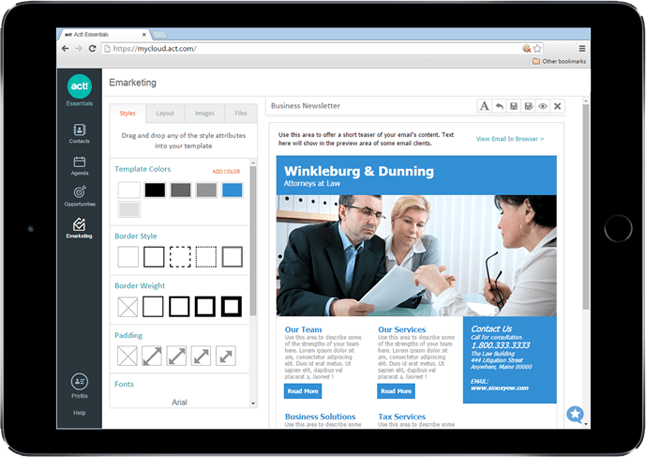 act! Act! Essentials
https://mycloud.act.com/
Other bookmarks
act!
Essentials
Contacts
Agenda
Opportunities
Emarketing
Profile
Help
Emarketing
Styles
Layout
Images
Files
Drag and drop any of the style attributes
into your template
Template Colors
ADD COLOR
Border Style
Border Weight
Padding
Fonts
Arial
Business Newsletter
A
Use this area to offer a short teaser of your email's content. Text
here will show in the preview area of some email clients.
View Email In Browser >
Winkleburg & Dunning
Attorneys at Law
Our Team
Use this area to describe some
of the strengths of your team
here. Lorem ipsum dolor sit
am, consectetur adipiscing
elit. Duis id mauris ut nunc
sapien elit, dapibus vel
placerat a, laoreet !
Read More
Our Services
Use this area to describe some
of the strengths of your team
here. Lorem ipsum dolor sit
am, consectetur adipiscing
elit. Duis id mauris ut nunc
sapien elit, dapibus vel
placerat a, laoreet !
Read More
Contact Us
Call for consultation.
1.800.333.3333
The Law Building
444 Litigation Street
Anywhere, Maine 00000
EMAIL:
www.siouxyew.com
Business Solutions
Use this area to describe some
Tax Services
Use this area to describe some